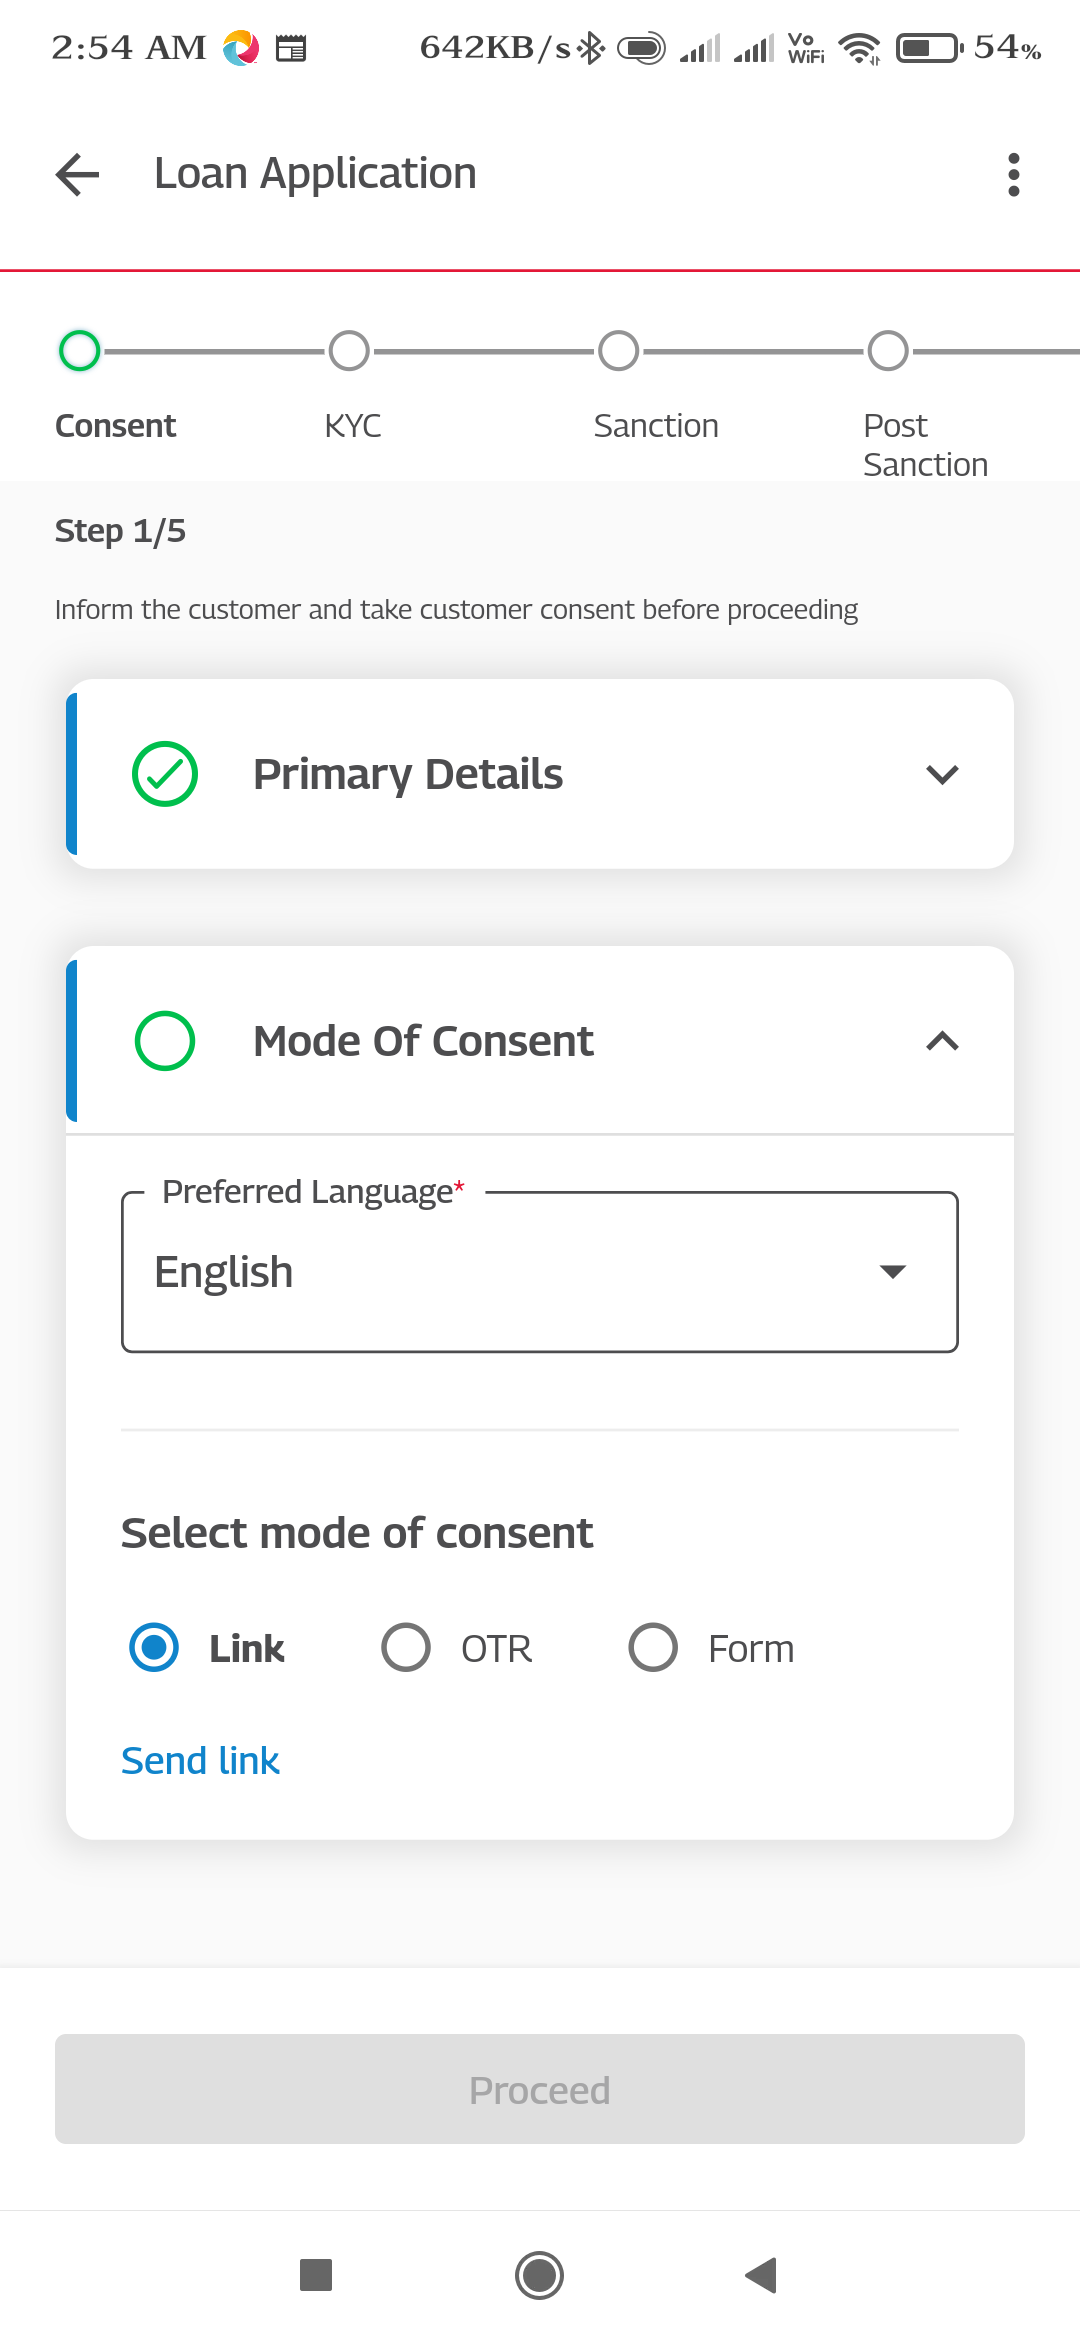 2:54 AM 642KB/s Vo WiFi 54%
Loan Application
Consent KYC Sanction Post Sanction
Step 1/5
Inform the customer and take customer consent before proceeding
Primary Details
Mode Of Consent
Preferred Language*
English
Select mode of consent
Link OTR Form
Send link
Proceed